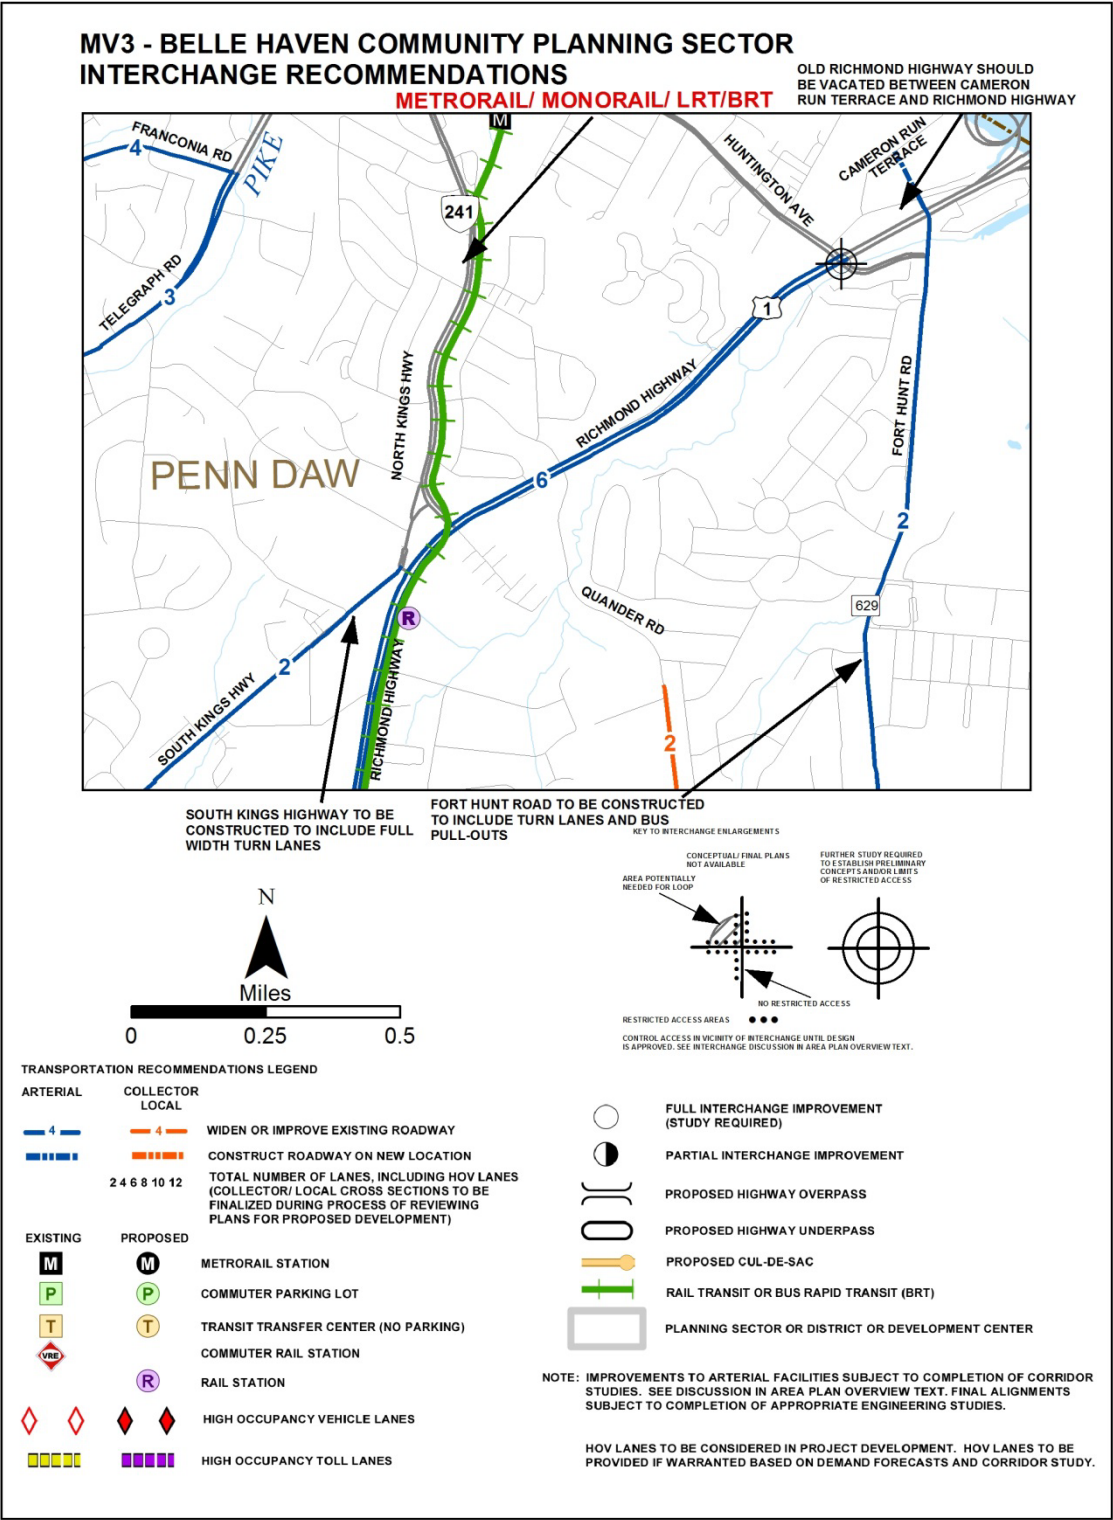 MV3 - BELLE HAVEN COMMUNITY PLANNING SECTOR
INTERCHANGE RECOMMENDATIONS
METRORAIL/ MONORAIL/ LRT/BRT
OLD RICHMOND HIGHWAY SHOULD
BE VACATED BETWEEN CAMERON
RUN TERRACE AND RICHMOND HIGHWAY
FRANCONIA RD
4
PIKE
M
241
HUNTINGTON AVE
CAMERON RUN
TERRACE
TELEGRAPH RD
3
1
NORTH KINGS HWY
RICHMOND HIGHWAY
FORT HUNT RD
PENN DAW
6
2
QUANDER RD
629
R
2
SOUTH KINGS HWY
RICHMOND HIGHWAY
2
SOUTH KINGS HIGHWAY TO BE
CONSTRUCTED TO INCLUDE FULL
WIDTH TURN LANES
FORT HUNT ROAD TO BE CONSTRUCTED
TO INCLUDE TURN LANES AND BUS
PULL-OUTS
KEY TO INTERCHANGE ENLARGEMENTS
CONCEPTUAL/ FINAL PLANS
NOT AVAILABLE
FURTHER STUDY REQUIRED
TO ESTABLISH PRELIMINARY
CONCEPTS AND/OR LIMITS
OF RESTRICTED ACCESS
AREA POTENTIALLY
NEEDED FOR LOOP
NO RESTRICTED ACCESS
RESTRICTED ACCESS AREAS
CONTROL ACCESS IN VICINITY OF INTERCHANGE UNTIL DESIGN
IS APPROVED. SEE INTERCHANGE DISCUSSION IN AREA PLAN OVERVIEW TEXT.
N
Miles
0 0.25 0.5
TRANSPORTATION RECOMMENDATIONS LEGEND
ARTERIAL COLLECTOR
LOCAL
4 4 WIDEN OR IMPROVE EXISTING ROADWAY
CONSTRUCT ROADWAY ON NEW LOCATION
2 4 6 8 10 12 TOTAL NUMBER OF LANES, INCLUDING HOV LANES
(COLLECTOR/ LOCAL CROSS SECTIONS TO BE
FINALIZED DURING PROCESS OF REVIEWING
PLANS FOR PROPOSED DEVELOPMENT)
EXISTING PROPOSED
M M METRORAIL STATION
P P COMMUTER PARKING LOT
T T TRANSIT TRANSFER CENTER (NO PARKING)
VRE COMMUTER RAIL STATION
R RAIL STATION
HIGH OCCUPANCY VEHICLE LANES
HIGH OCCUPANCY TOLL LANES
FULL INTERCHANGE IMPROVEMENT
(STUDY REQUIRED)
PARTIAL INTERCHANGE IMPROVEMENT
PROPOSED HIGHWAY OVERPASS
PROPOSED HIGHWAY UNDERPASS
PROPOSED CUL-DE-SAC
RAIL TRANSIT OR BUS RAPID TRANSIT (BRT)
PLANNING SECTOR OR DISTRICT OR DEVELOPMENT CENTER
NOTE: IMPROVEMENTS TO ARTERIAL FACILITIES SUBJECT TO COMPLETION OF CORRIDOR
STUDIES. SEE DISCUSSION IN AREA PLAN OVERVIEW TEXT. FINAL ALIGNMENTS
SUBJECT TO COMPLETION OF APPROPRIATE ENGINEERING STUDIES.
HOV LANES TO BE CONSIDERED IN PROJECT DEVELOPMENT. HOV LANES TO BE
PROVIDED IF WARRANTED BASED ON DEMAND FORECASTS AND CORRIDOR STUDY.